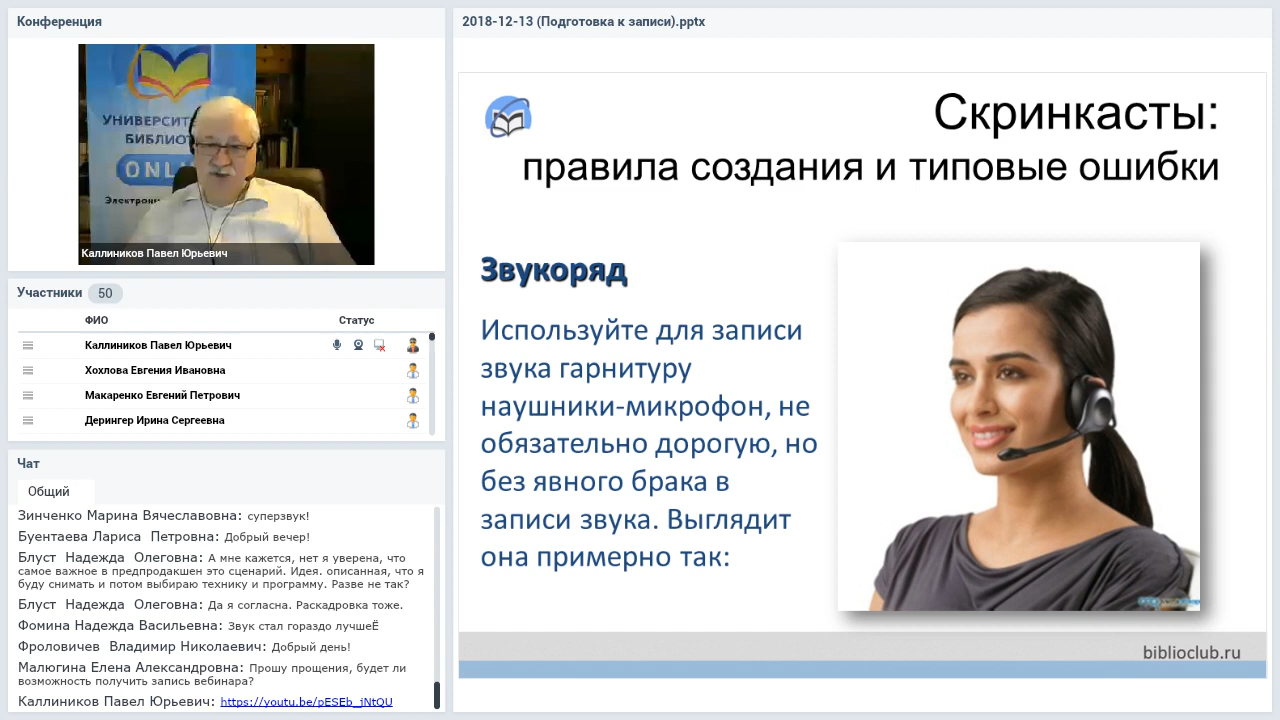 Конференция
УНИВЕРСИТ
БИБЛИО
ONL
Электронн
Каллиников Павел Юрьевич
Участники 50
ФИО Статус
Каллиников Павел Юрьевич
Хохлова Евгения Ивановна
Макаренко Евгений Петрович
Дерингер Ирина Сергеевна
Чат
Общий
Зинченко Марина Вячеславовна: суперзвук!
Буентаева Лариса Петровна: Добрый вечер!
Блуст Надежда Олеговна: А мне кажется, нет я уверена, что
самое важное в предпродакшен это сценарий. Идея. описанная, что я
буду снимать и потом выбираю технику и программу. Разве не так?
Блуст Надежда Олеговна: Да я согласна. Раскадровка тоже.
Фомина Надежда Васильевна: Звук стал гораздо лучшеЁ
Фроловичев Владимир Николаевич: Добрый день!
Малюгина Елена Александровна: Прошу прощения, будет ли
возможность получить запись вебинара?
Каллиников Павел Юрьевич: https://youtu.be/pESEb_jNtQU
2018-12-13 (Подготовка к записи).pptx
Скринкасты:
правила создания и типовые ошибки
Звукоряд
Используйте для записи
звука гарнитуру
наушники-микрофон, не
обязательно дорогую, но
без явного брака в
записи звука. Выглядит
она примерно так:
biblioclub.ru